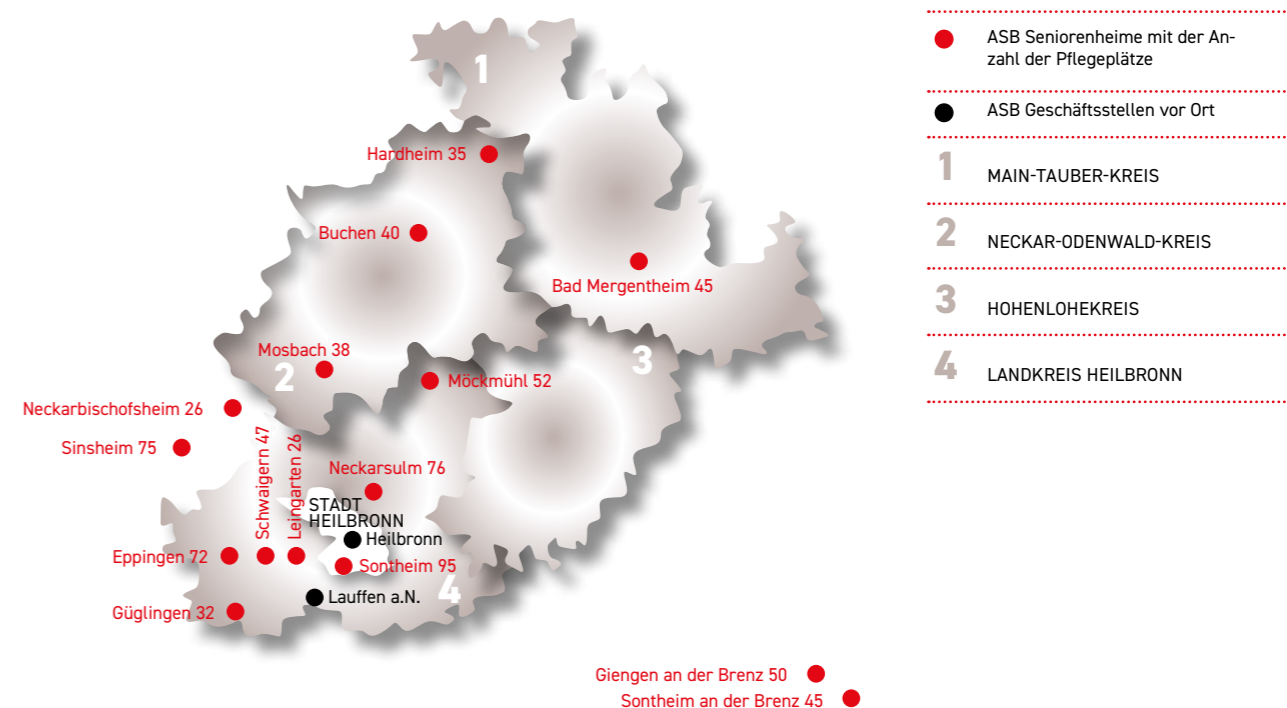 1
Hardheim 35
Buchen 40
Bad Mergentheim 45
Mosbach 38
2
3
Möckmühl 52
Neckarbischofsheim 26
Sinsheim 75
Schwaigern 47
Leingarten 26
Neckarsulm 76
STADT
HEILBRONN
Heilbronn
Eppingen 72
Sontheim 95
4
Lauffen a.N.
Güglingen 32
Giengen an der Brenz 50
Sontheim an der Brenz 45
ASB Seniorenheime mit der An-
zahl der Pflegeplätze
ASB Geschäftsstellen vor Ort
1 MAIN-TAUBER-KREIS
2 NECKAR-ODENWALD-KREIS
3 HOHENLOHEKREIS
4 LANDKREIS HEILBRONN